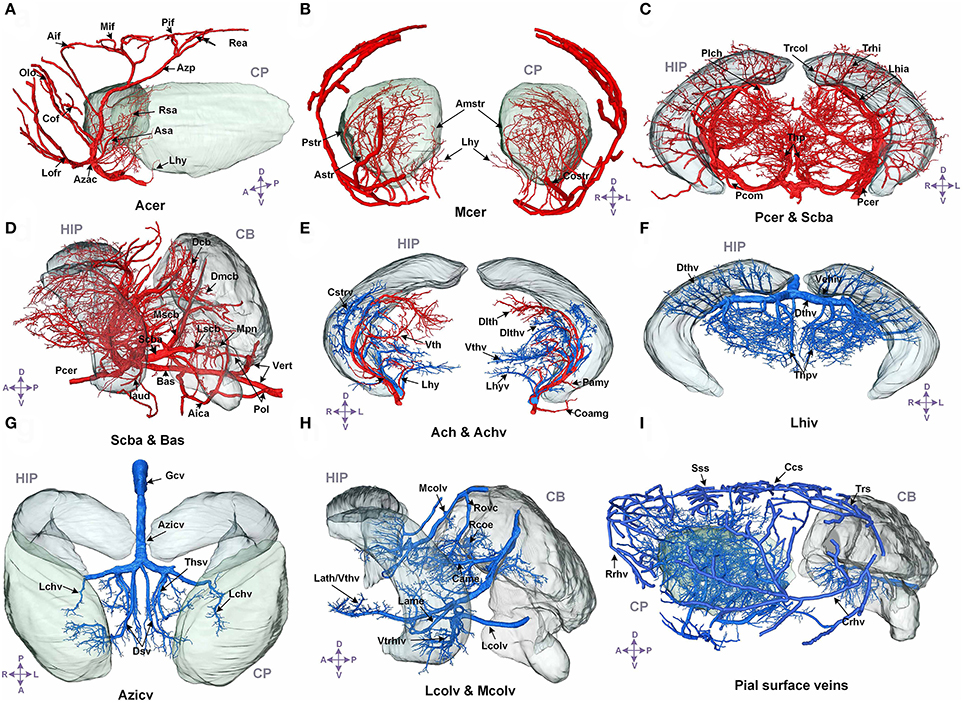 A
Aif
Mif
Pif
Rea
Azp
CP
Olo
Cof
Rsa
Asa
Lhy
Lofr
Azac
D
A P
V
Acer
B
CP
Amstr
Pstr
Lhy
Astr
Costr
D
R L
V
Mcer
C
Plch
Trcol
Trhi
HIP
Lhia
Thp
Pcom
Pcer
D
R L
V
Pcer & Scba
D
HIP
CB
Dcb
Dmcb
Mscb
Lscb
Mpn
Scba
Vert
Pcer
Bas
Iaud
Aica
Pol
D
A P
V
Scba & Bas
E
HIP
Cstrv
Dlth
Dlthv
Vth
Vthv
Lhy
Lhyv
Pamy
Coamg
D
R L
V
Ach & Achv
F
HIP
Dthv
Vchiv
Dthv
Thpv
D
R L
V
Lhiv
G
HIP
Gcv
Azicv
Thsv
Lchv
Lchv
Dsv
CP
P
R L
A
Azicv
H
HIP
CB
Mcolv
Rovc
Rcoe
Lath/Vthv
Came
Lame
Vtrhiv
Lcolv
D
A P
V
Lcolv & Mcolv
I
Sss
Ccs
Trs
CB
Rrhv
CP
Crhv
D
A P
V
Pial surface veins